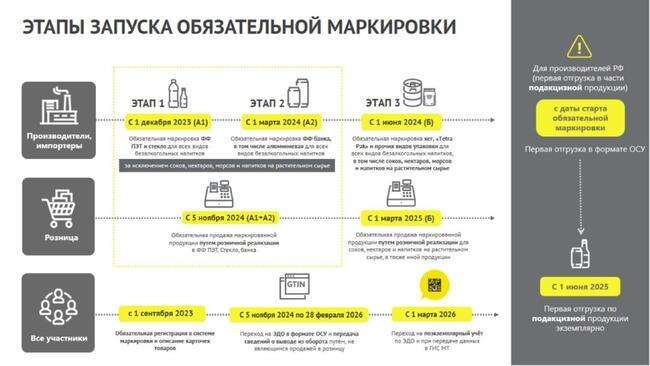 ЭТАПЫ ЗАПУСКА ОБЯЗАТЕЛЬНОЙ МАРКИРОВКИ
Производители,
импортеры
ЭТАП 1
С 1 декабря 2023 (А1)
Обязательная маркировка ФФ
ПЭТ и стекло для всех видов
безалкогольных напитков
ЭТАП 2
С 1 марта 2024 (А2)
Обязательная маркировка ФФ банка,
в том числе алюминиевая для всех
видов безалкогольных напитков
за исключением соков, нектаров, морсов и напитков на растительном сырье
ЭТАП 3
С 1 июня 2024 (Б)
Обязательная маркировка кег, «Tetra
Pak» и прочих видов упаковки для
всех видов безалкогольных напитков,
в том числе соков, нектаров, морсов
и напитков на растительном сырье
Розница
С 5 ноября 2024 (А1+А2)
Обязательная продажа маркированной
продукции путем розничной реализации
в ФФ ПЭТ, Стекло, банка
С 1 марта 2025 (Б)
Обязательная продажа маркированной
продукции путем розничной реализации для
соков, нектаров и напитков на растительном
сырье, а также иной продукции
Все участники
с 1 сентября 2023
Обязательная регистрация в системе
маркировки и описание карточек
товаров
GTIN
С 5 ноября 2024 по 28 февраля 2026
Переход на ЭДО в формате ОСУ и передача
сведений о выводе из оборота путём, не
являющимся продажей в розницу
С 1 марта 2026
Переход на поэкземплярный учёт
по ЭДО и при передаче данных
в ГИС МТ
Для производителей РФ
(первая отгрузка в части
подакцизной продукции)
с даты старта
обязательной
маркировки
Первая отгрузка в формате ОСУ
С 1 июня 2025
Первая отгрузка по
подакцизной продукции
экземплярно